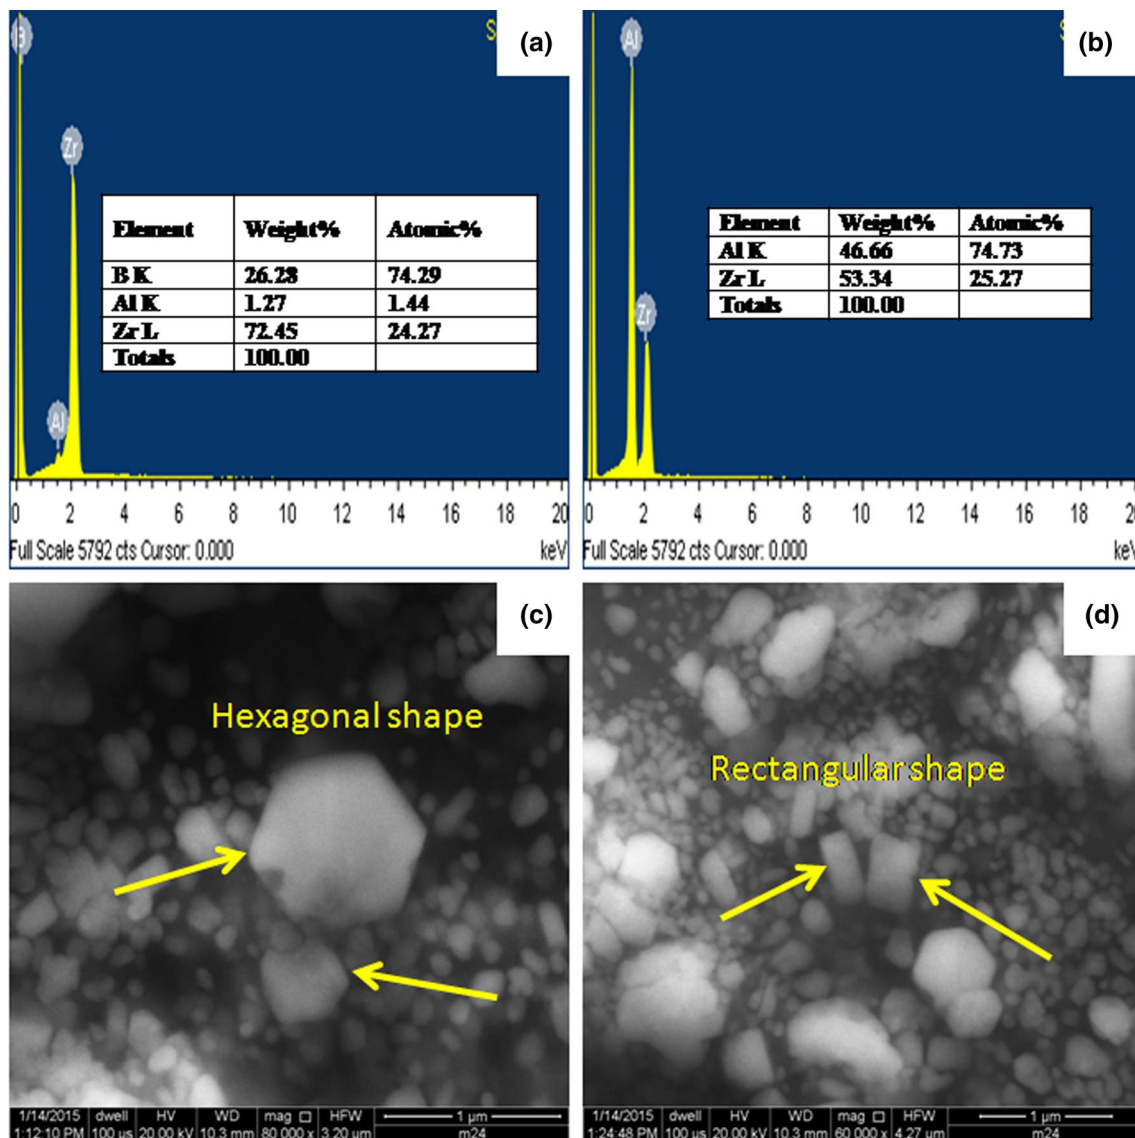 B
S
(a)
Zr
Element Weight% Atomic%
B K 26.28 74.29
Al K 1.27 1.44
Zr L 72.45 24.27
Totals 100.00
Al
0 2 4 6 8 10 12 14 16 18 20
Full Scale 5792 cts Cursor: 0.000 keV
Al
(b)
Element Weight% Atomic%
Al K 46.66 74.73
Zr L 53.34 25.27
Totals 100.00
Zr
0 2 4 6 8 10 12 14 16 18 20
Full Scale 5792 cts Cursor: 0.000 keV
(c)
Hexagonal shape
1/14/2015 dwell HV WD mag HFW 1 µm
1:12:10 PM 100 us 20.00 kV 10.3 mm 80 000 x 3.20 µm m24
(d)
Rectangular shape
1/14/2015 dwell HV WD mag HFW 1 µm
1:24:48 PM 100 us 20.00 kV 10.3 mm 60 000 x 4.27 µm m24